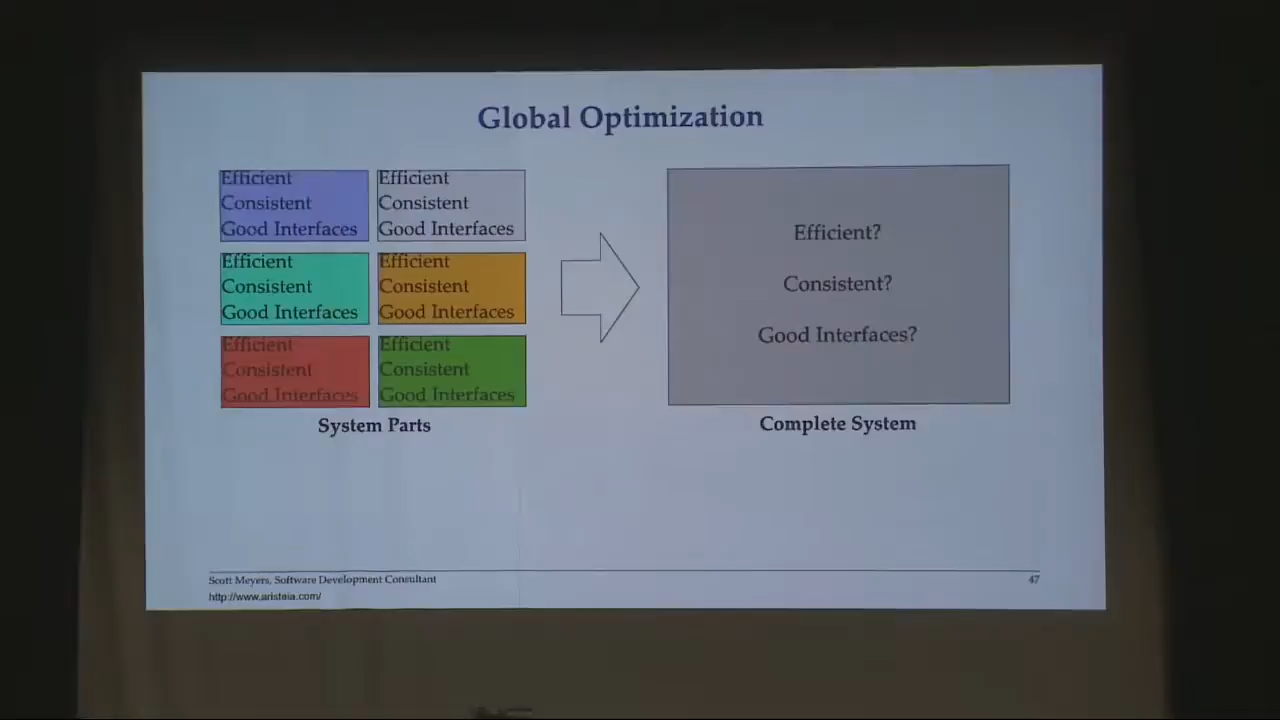 Global Optimization
Efficient
Consistent
Good Interfaces
Efficient
Consistent
Good Interfaces
Efficient
Consistent
Good Interfaces
Efficient
Consistent
Good Interfaces
Efficient
Consistent
Good Interfaces
Efficient
Consistent
Good Interfaces
System Parts
Efficient?
Consistent?
Good Interfaces?
Complete System
Scott Meyers, Software Development Consultant
http://www.aristeia.com/
47